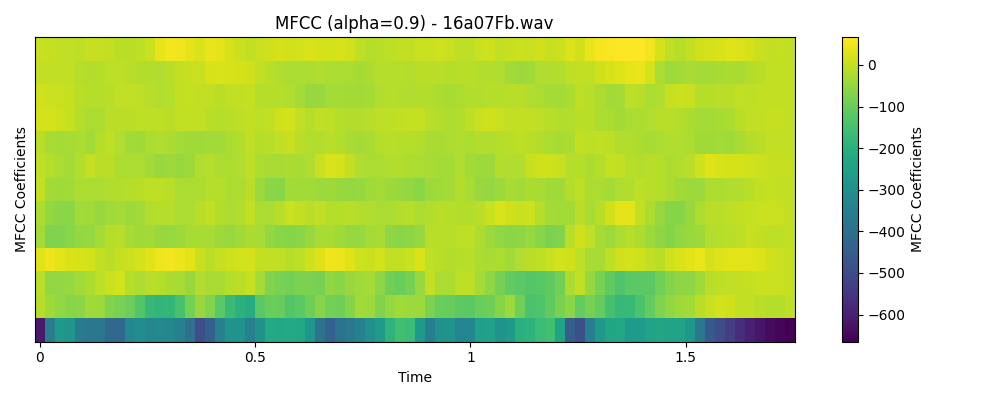 MFCC (alpha=0.9) - 16a07Fb.wav
MFCC Coefficients
0
0.5
1
1.5
Time
0
−100
−200
−300
−400
−500
−600
MFCC Coefficients